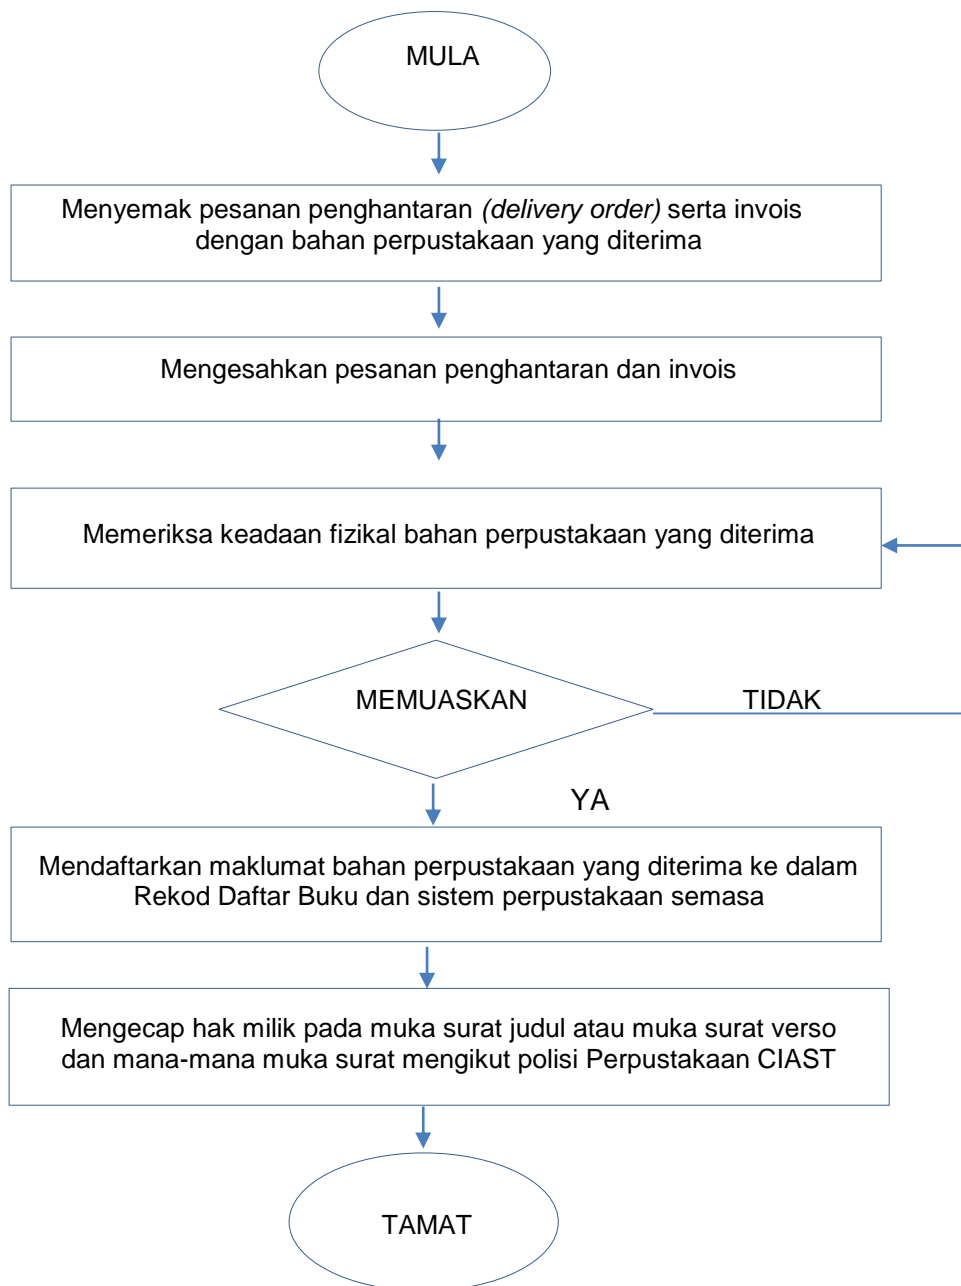 MULA
Menyemak pesanan penghantaran (delivery order) serta invois
dengan bahan perpustakaan yang diterima
Mengesahkan pesanan penghantaran dan invois
Memeriksa keadaan fizikal bahan perpustakaan yang diterima
MEMUASKAN
TIDAK
YA
Mendaftarkan maklumat bahan perpustakaan yang diterima ke dalam
Rekod Daftar Buku dan sistem perpustakaan semasa
Mengecap hak milik pada muka surat judul atau muka surat verso
dan mana-mana muka surat mengikut polisi Perpustakaan CIAST
TAMAT